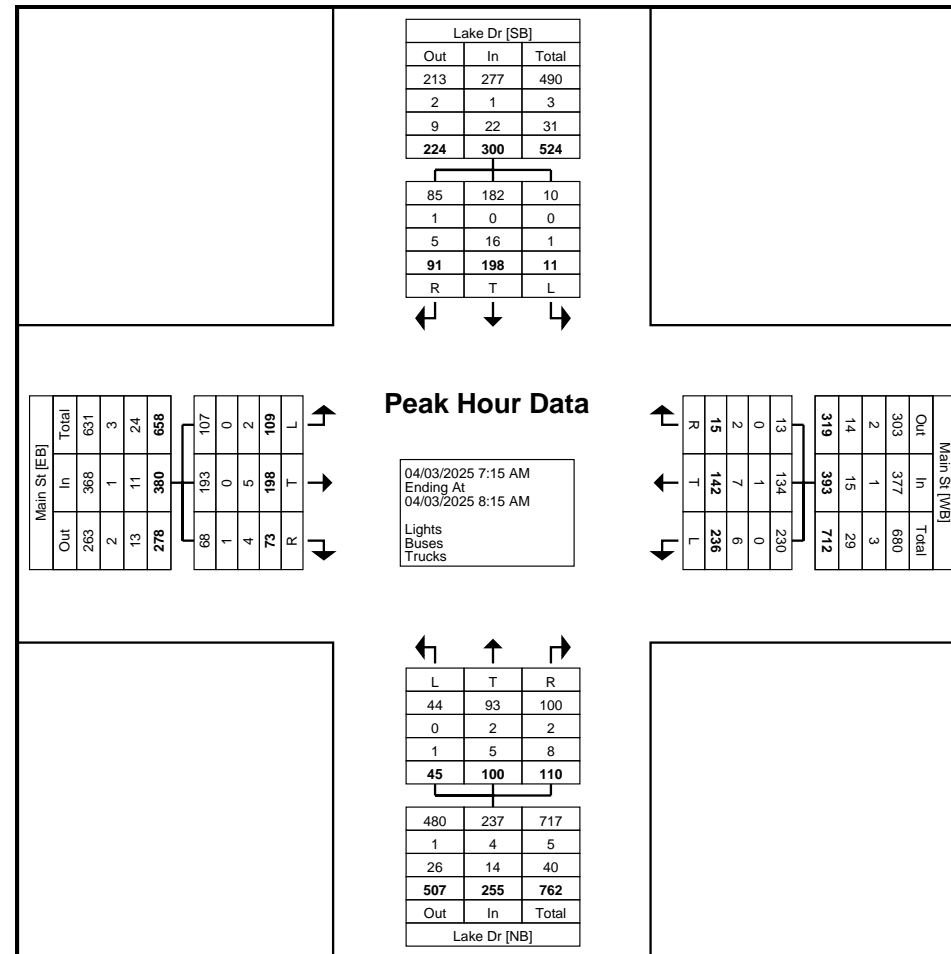 Lake Dr [SB]
Out In Total
213 277 490
2 1 3
9 22 31
224 300 524
85 182 10
1 0 0
5 16 1
91 198 11
R T L
Main St [EB]
Total In Out
631 368 263
3 1 2
24 11 13
658 380 278
107 193 68
0 0 1
2 5 4
109 198 73
L T R
Peak Hour Data
04/03/2025 7:15 AM
Ending At
04/03/2025 8:15 AM
Lights
Buses
Trucks
R T L
15 142 236
2 7 6
0 1 0
13 134 230
319 393 712
14 15 29
2 1 3
303 377 680
Out In Total
Main St [WB]
L T R
44 93 100
0 2 2
1 5 8
45 100 110
480 237 717
1 4 5
26 14 40
507 255 762
Out In Total
Lake Dr [NB]